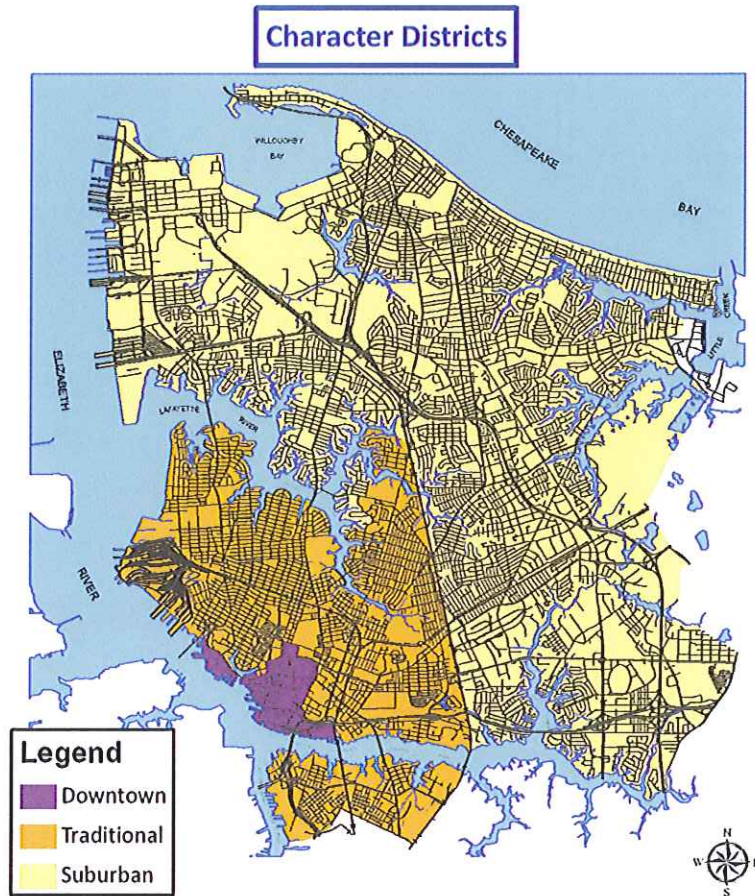 Character Districts
WILLOUGHBY
BAY
CHESAPEAKE
BAY
CREEK
LITTLE
ELIZABETH
LAFAYETTE
RIVER
RIVER
Legend
Downtown
Traditional
Suburban
N
W
E
S